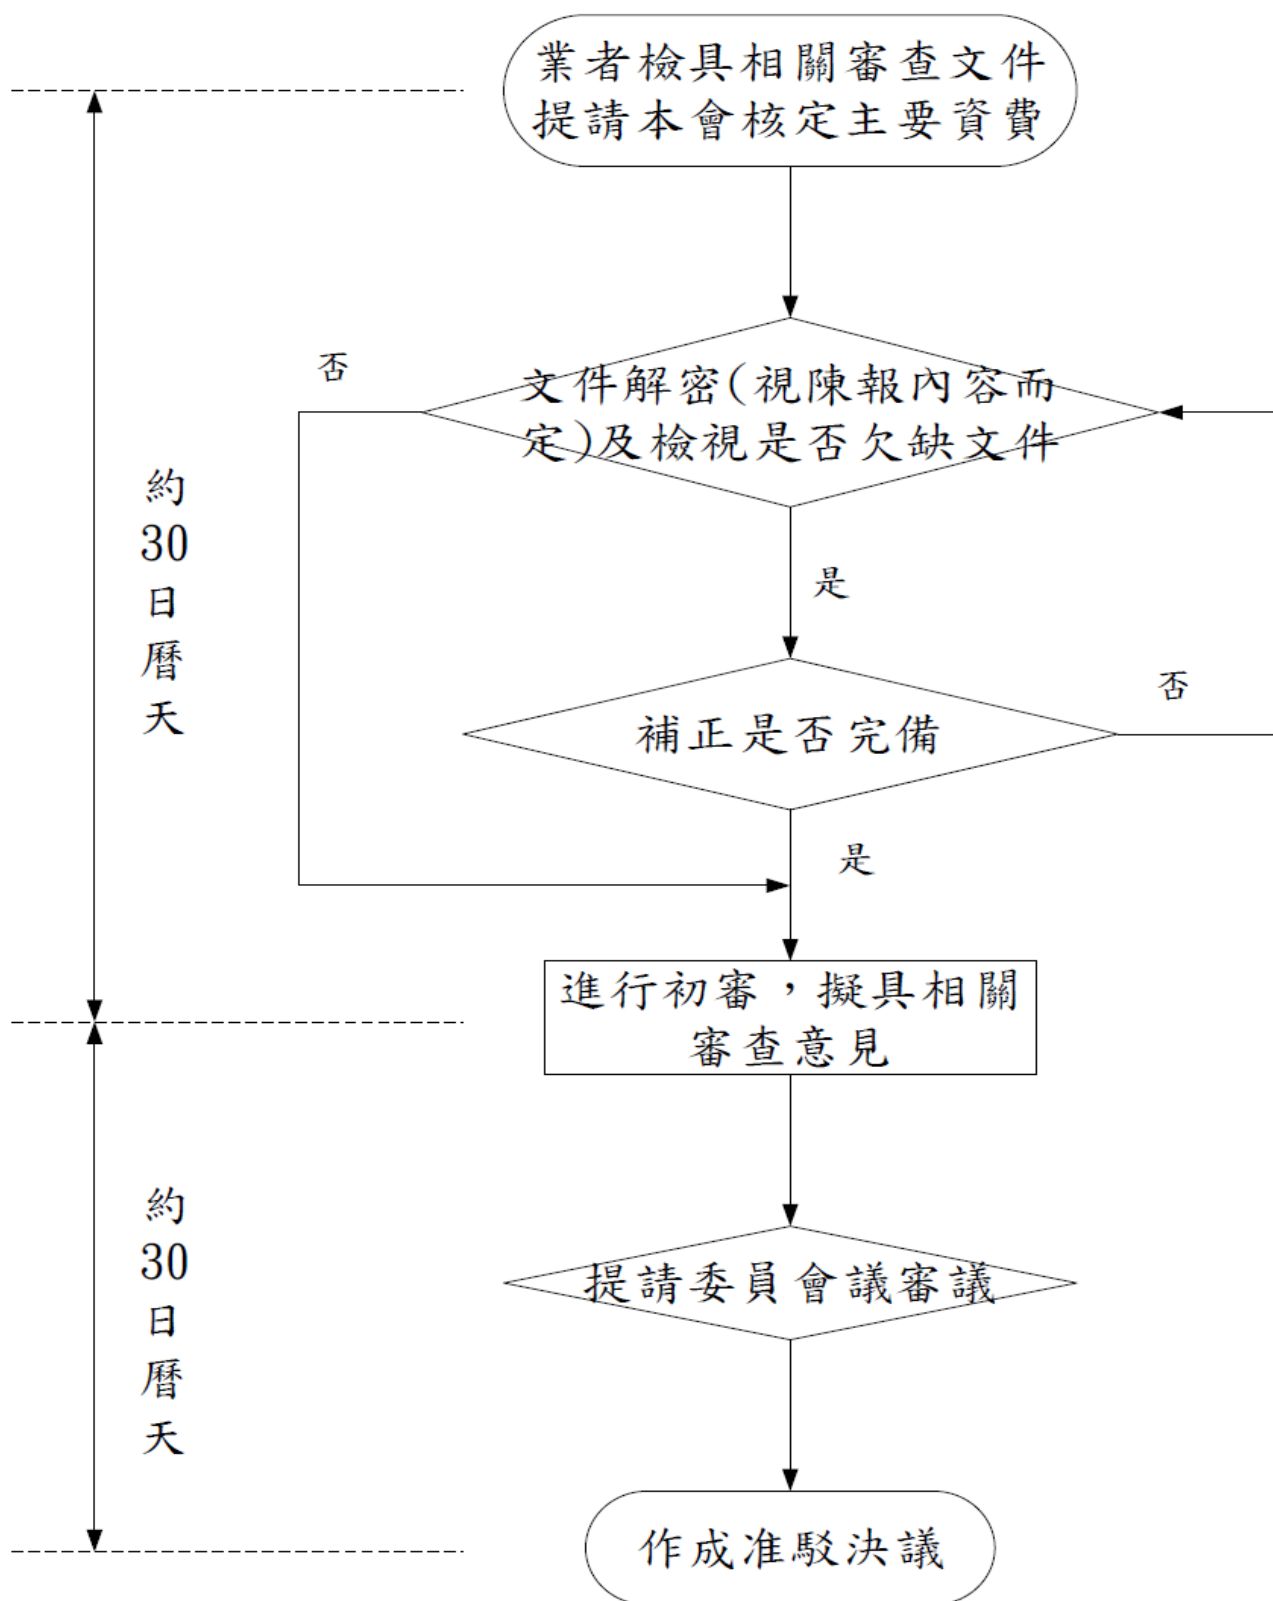 業者檢具相關審查文件
提請本會核定主要資費
否
文件解密(視陳報內容而
定)及檢視是否欠缺文件
約
30
日
曆
天
是
否
補正是否完備
是
進行初審，擬具相關
審查意見
約
30
日
曆
天
提請委員會議審議
作成准駁決議